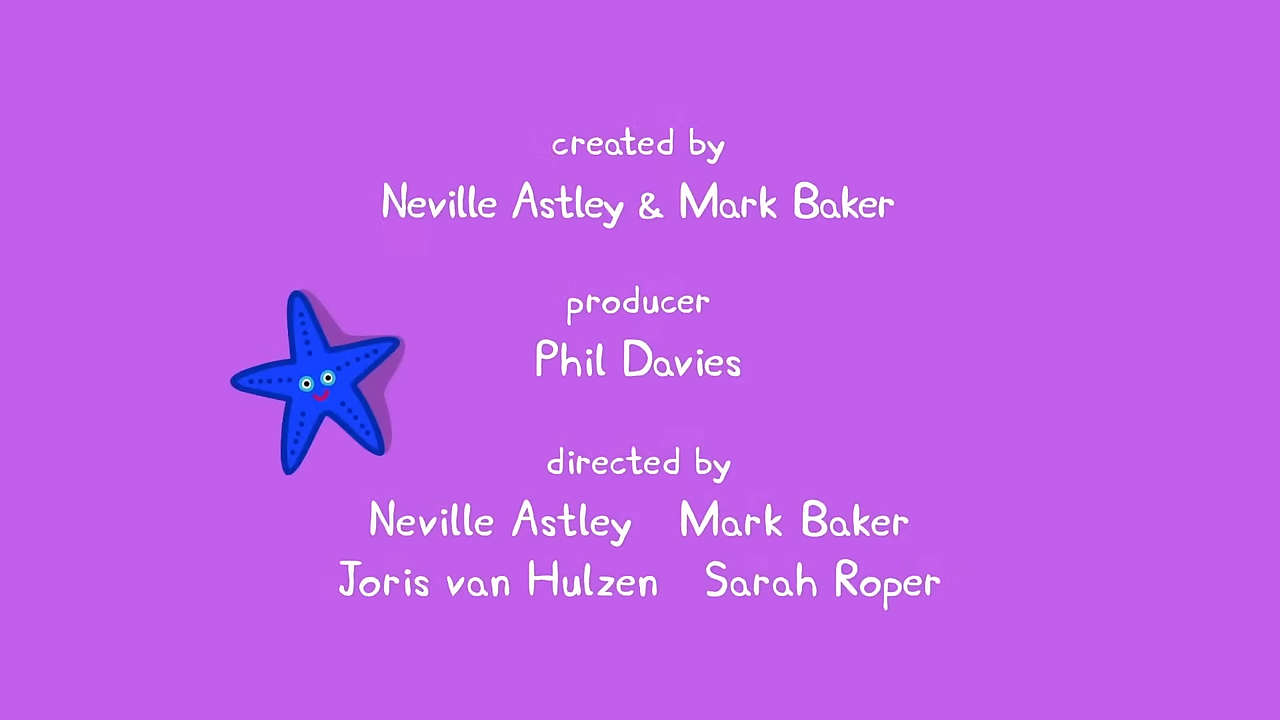 created by
Neville Astley & Mark Baker
producer
Phil Davies
directed by
Neville Astley Mark Baker
Joris van Hulzen Sarah Roper